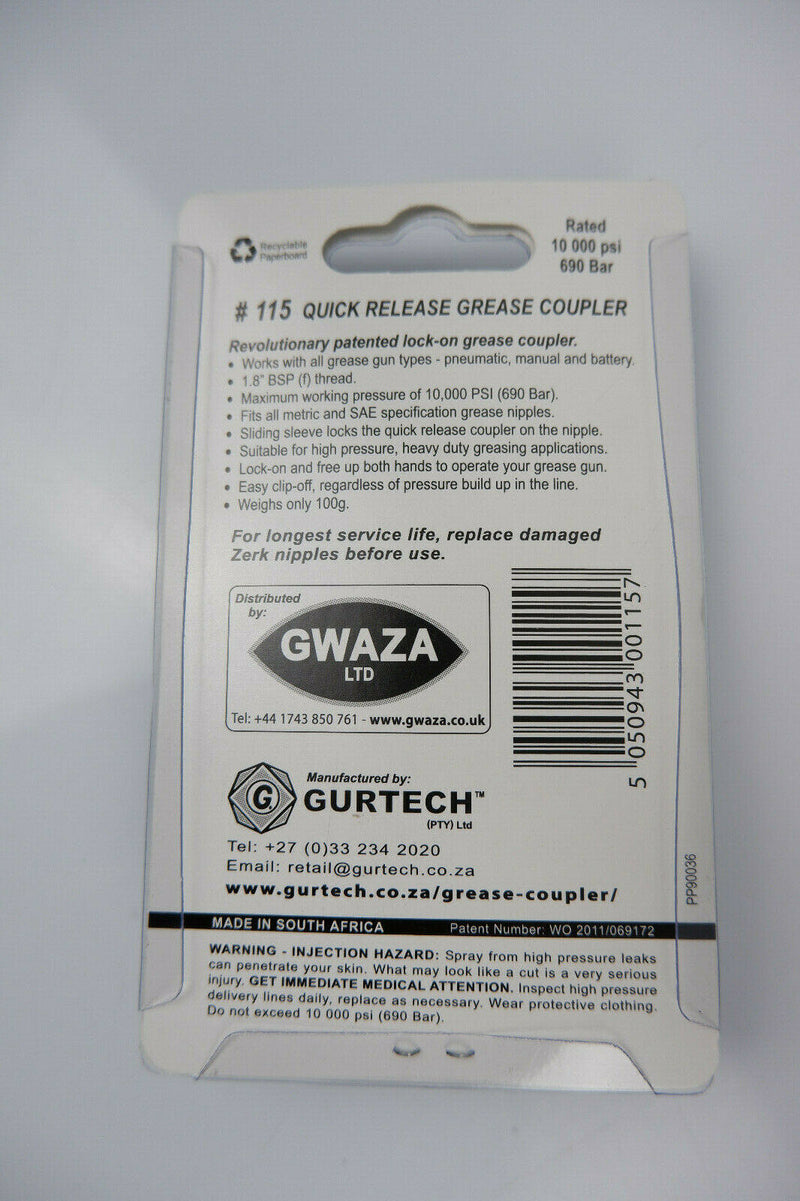 Recyclable
Paperboard
Rated
10 000 psi
690 Bar
# 115 QUICK RELEASE GREASE COUPLER
Revolutionary patented lock-on grease coupler.
• Works with all grease gun types - pneumatic, manual and battery.
• 1.8" BSP (f) thread.
• Maximum working pressure of 10,000 PSI (690 Bar).
• Fits all metric and SAE specification grease nipples.
• Sliding sleeve locks the quick release coupler on the nipple.
• Suitable for high pressure, heavy duty greasing applications.
• Lock-on and free up both hands to operate your grease gun.
• Easy clip-off, regardless of pressure build up in the line.
• Weighs only 100g.
For longest service life, replace damaged
Zerk nipples before use.
Distributed
by:
GWAZA
LTD
Tel: +44 1743 850 761 - www.gwaza.co.uk
5 050943 001157
G.
Manufactured by:
GURTECH™
(PTY) Ltd
Tel: +27 (0)33 234 2020
Email: retail@gurtech.co.za
www.gurtech.co.za/grease-coupler/
PP90036
MADE IN SOUTH AFRICA
Patent Number: WO 2011/069172
WARNING - INJECTION HAZARD: Spray from high pressure leaks
can penetrate your skin. What may look like a cut is a very serious
injury. GET IMMEDIATE MEDICAL ATTENTION. Inspect high pressure
delivery lines daily, replace as necessary. Wear protective clothing.
Do not exceed 10 000 psi (690 Bar).